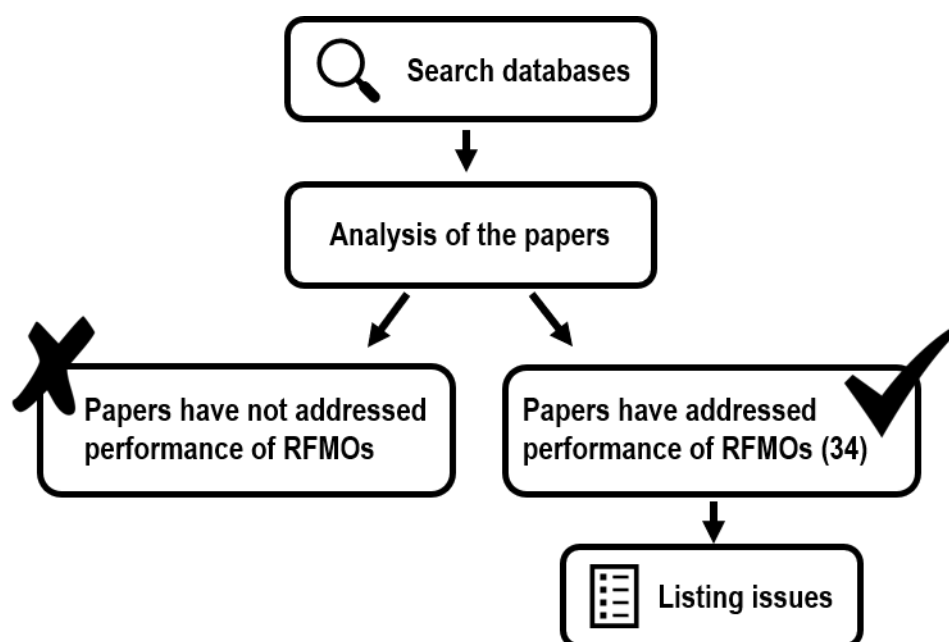 Search databases
Analysis of the papers
Papers have not addressed
performance of RFMOs
Papers have addressed
performance of RFMOs (34)
Listing issues